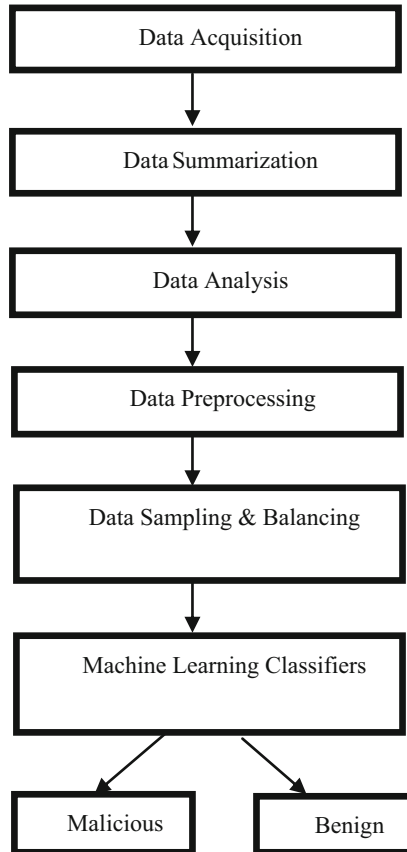 Data Acquisition
Data Summarization
Data Analysis
Data Preprocessing
Data Sampling & Balancing
Machine Learning Classifiers
Malicious
Benign